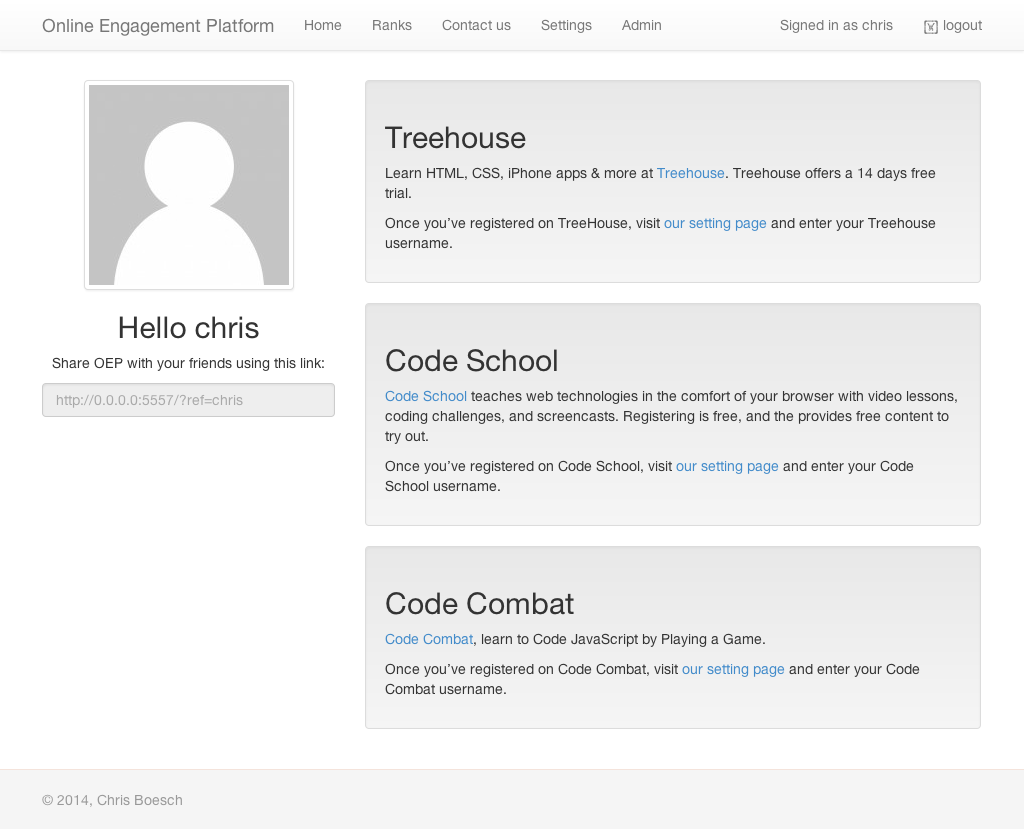 Online Engagement Platform Home Ranks Contact us Settings Admin Signed in as chris logout
Hello chris
Share OEP with your friends using this link:
http://0.0.0.0:5557/?ref=chris
Treehouse
Learn HTML, CSS, iPhone apps & more at Treehouse. Treehouse offers a 14 days free
trial.
Once you've registered on TreeHouse, visit our setting page and enter your Treehouse
username.
Code School
Code School teaches web technologies in the comfort of your browser with video lessons,
coding challenges, and screencasts. Registering is free, and the provides free content to
try out.
Once you've registered on Code School, visit our setting page and enter your Code
School username.
Code Combat
Code Combat, learn to Code JavaScript by Playing a Game.
Once you've registered on Code Combat, visit our setting page and enter your Code
Combat username.
© 2014, Chris Boesch